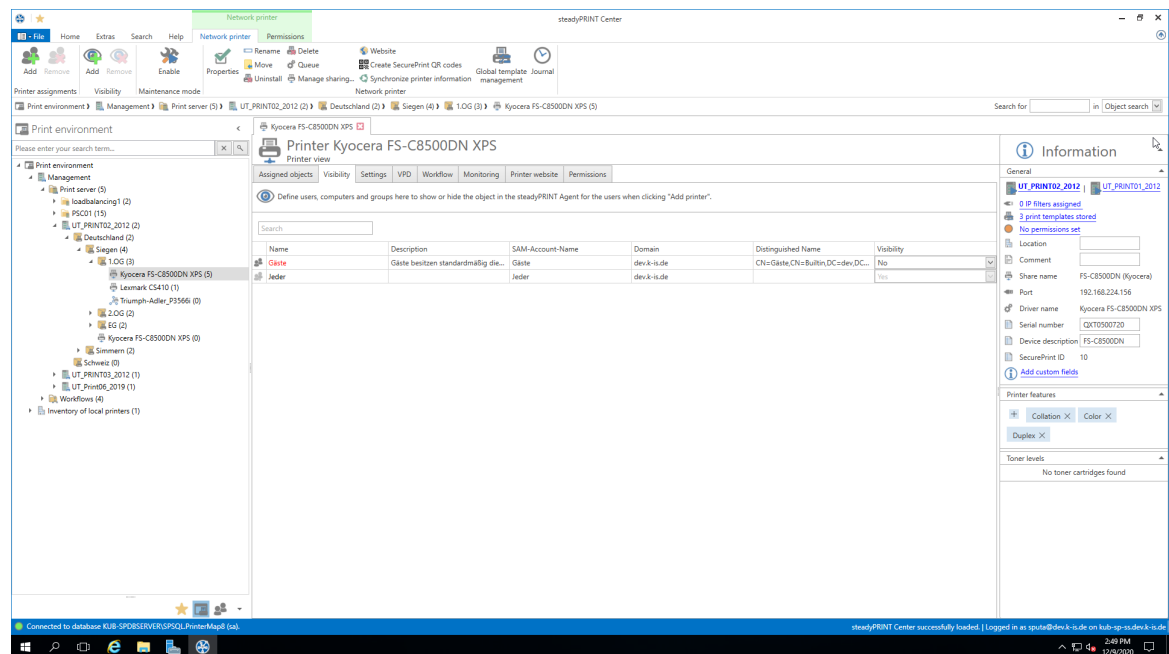 Network printer
steadyPRINT Center
File Home Extras Search Help Network printer Permissions
Add Remove Add Remove Enable Properties Rename Delete Website
Move Queue Create SecurePrint QR codes Global template management Journal
Uninstall Manage sharing... Synchronize printer information
Printer assignments Visibility Maintenance mode Network printer
Print environment Management Print server (5) UT_PRINT02_2012 (2) Deutschland (2) Siegen (4) 1.OG (3) Kyocera FS-C8500DN XPS (5) Search for in Object search
Print environment
Please enter your search term...
Print environment
Management
Print server (5)
loadbalancing1 (2)
PSC01 (15)
UT_PRINT02_2012 (2)
Deutschland (2)
Siegen (4)
1.OG (3)
Kyocera FS-C8500DN XPS (5)
Lexmark CS410 (1)
Triumph-Adler_P3566i (0)
2.OG (2)
EG (2)
Kyocera FS-C8500DN XPS (0)
Simmern (2)
Schweiz (0)
UT_PRINT03_2012 (1)
UT_Print06_2019 (1)
Workflows (4)
Inventory of local printers (1)
Kyocera FS-C8500DN XPS
Printer Kyocera FS-C8500DN XPS
Printer view
Assigned objects Visibility Settings VPD Workflow Monitoring Printer website Permissions
Define users, computers and groups here to show or hide the object in the steadyPRINT Agent for the users when clicking "Add printer".
Search
Name Description SAM-Account-Name Domain Distinguished Name Visibility
Gäste Gäste besitzen standardmäßig die... Gäste dev.k-is.de CN=Gäste,CN=Builtin,DC=dev,DC... No
Jeder Jeder dev.k-is.de Yes
Information
General
UT_PRINT02_2012 | UT_PRINT01_2012
0 IP filters assigned
3 print templates stored
No permissions set
Location
Comment
Share name FS-C8500DN (Kyocera)
Port 192.168.224.156
Driver name Kyocera FS-C8500DN XPS
Serial number QXT0500720
Device description FS-C8500DN
SecurePrint ID 10
Add custom fields
Printer features
Collation Color
Duplex
Toner levels
No toner cartridges found
Connected to database KUB-SPDBSERVER\SPSQL.PrinterMap8 (sa). steadyPRINT Center successfully loaded. | Logged in as sputa@dev.k-is.de on kub-sp-ss.dev.k-is.de
2:49 PM
12/9/2020